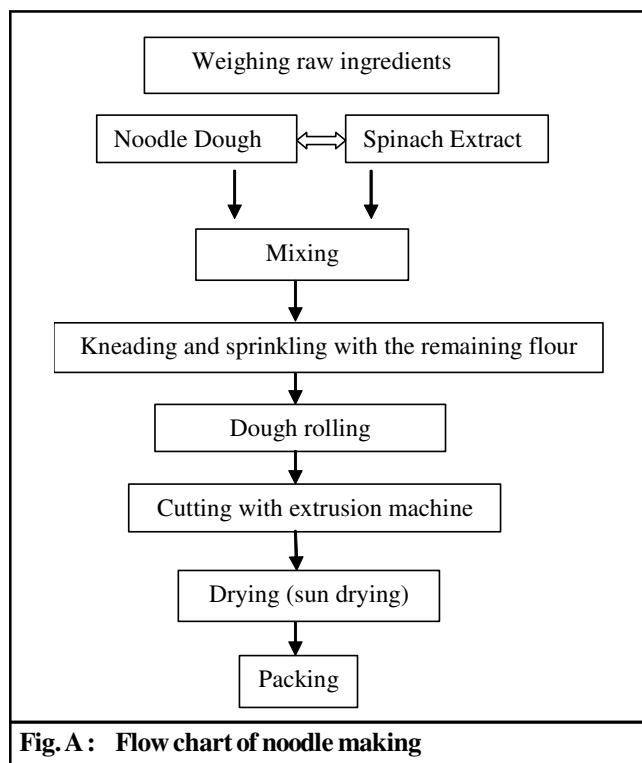 Weighing raw ingredients
Noodle Dough
Spinach Extract
Mixing
Kneading and sprinkling with the remaining flour
Dough rolling
Cutting with extrusion machine
Drying (sun drying)
Packing
Fig. A : Flow chart of noodle making